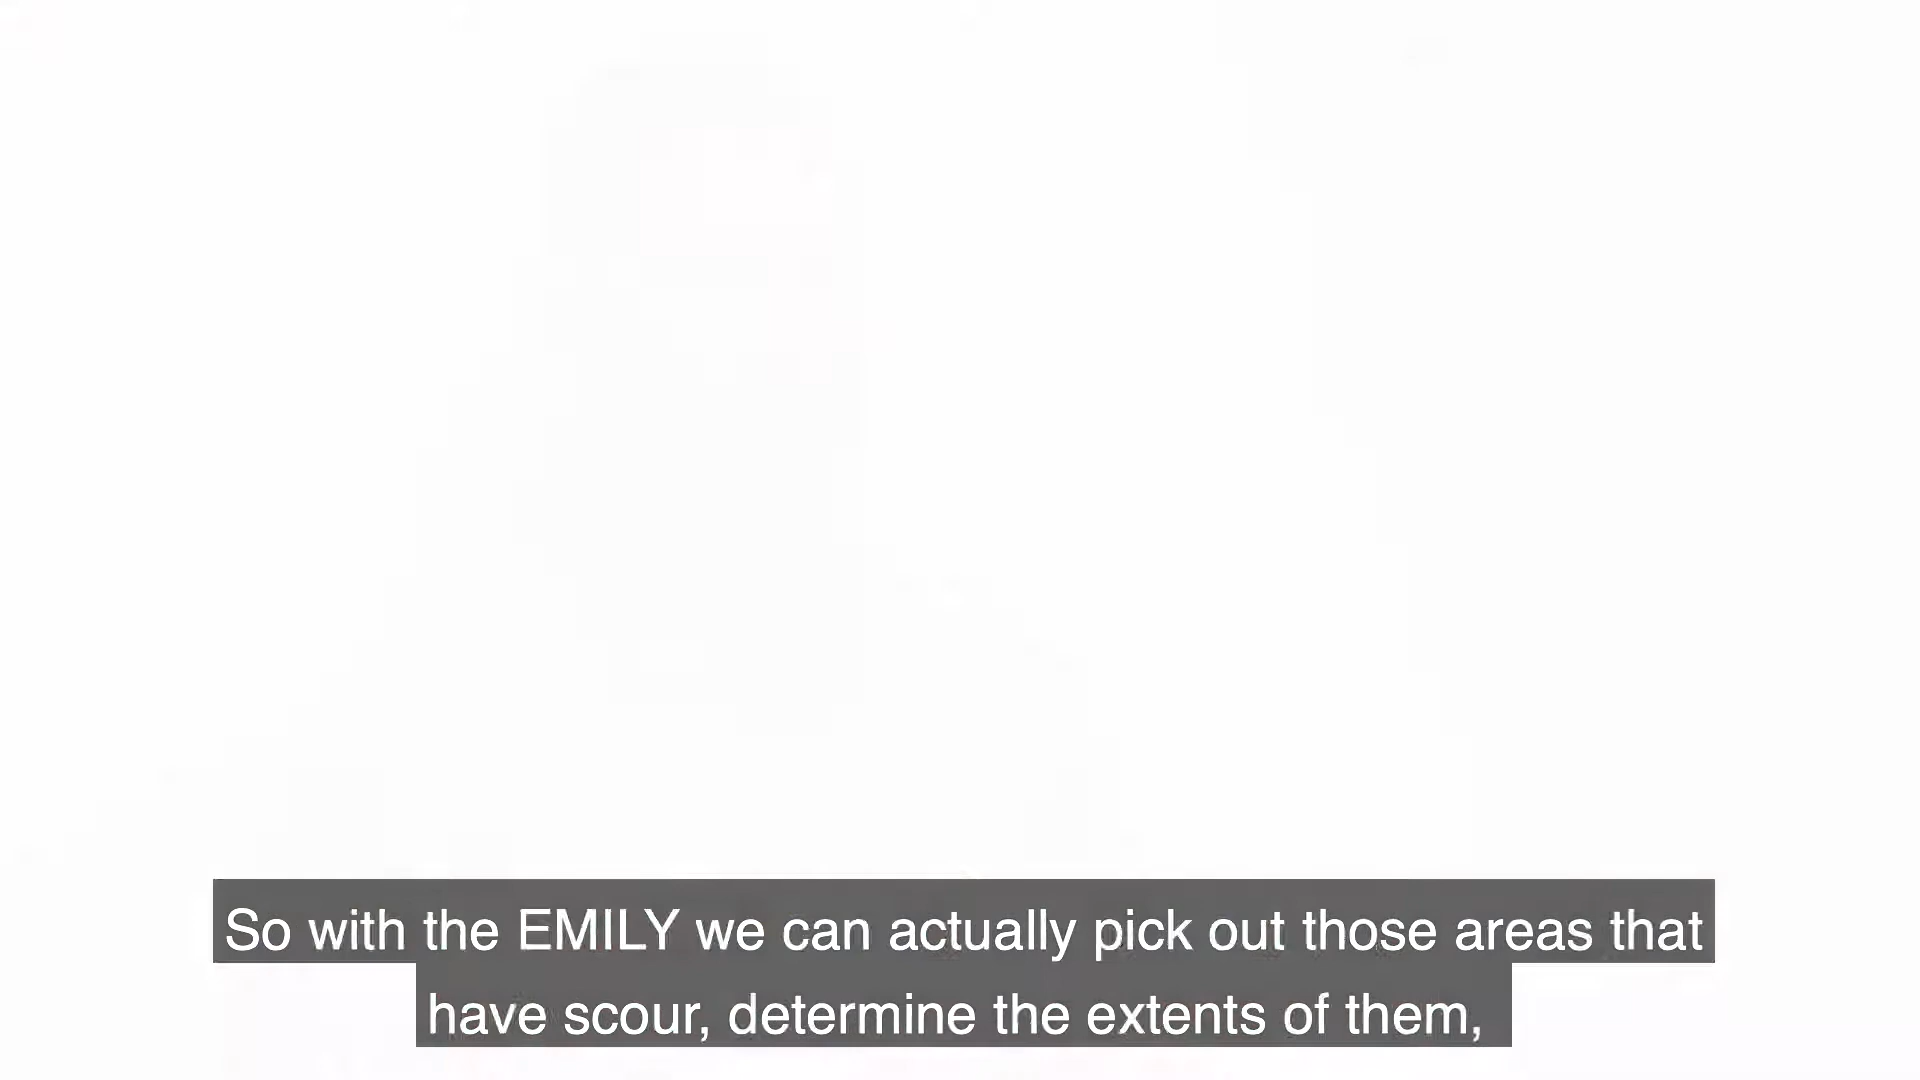 So with the EMILY we can actually pick out those areas that
have scour, determine the extents of them,